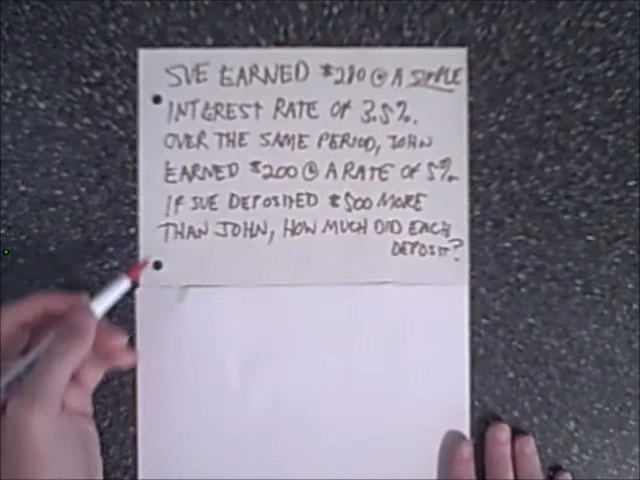 SUE EARNED $280 @ A SIMPLE
INTEREST RATE OF 3.5%.
OVER THE SAME PERIOD, JOHN
EARNED $200 @ A RATE OF 5%.
IF SUE DEPOSITED $500 MORE
THAN JOHN, HOW MUCH DID EACH
DEPOSIT?